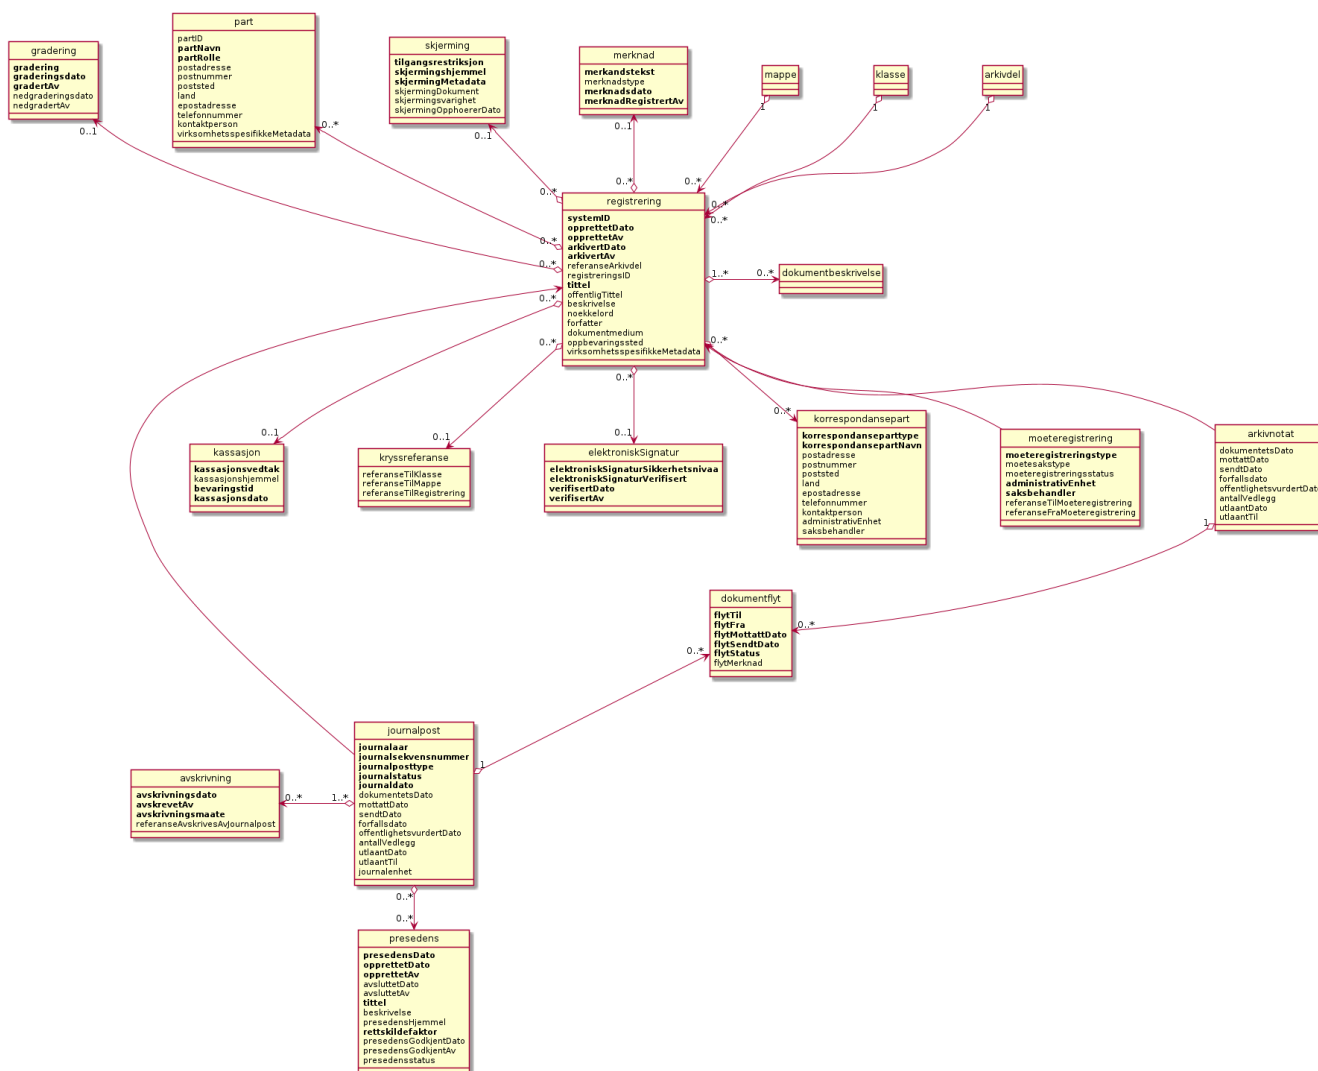 part
partID
partNavn
partRolle
postadresse
postnummer
poststed
land
epostadresse
telefonnummer
kontaktperson
virksomhetsspesifikkeMetadata
gradering
gradering
graderingsdato
gradertAv
nedgraderingsdato
nedgradertAv
skjerming
tilgangsrestriksjon
skjermingshjemmel
skjermingMetadata
skjermingDokument
skjermingsvarighet
skjermingOpphoererDato
merknad
merkandstekst
merknadstype
merknadsdato
merknadRegistrertAv
mappe
klasse
arkivdel
1
1
1
0..1
0..*
0..1
0..1
0..*
0..*
0..*
registrering
systemID
opprettetDato
opprettetAv
arkivertDato
arkivertAv
referanseArkivdel
registreringsID
tittel
offentligTittel
beskrivelse
noekkelord
forfatter
dokumentmedium
oppbevaringssted
virksomhetsspesifikkeMetadata
0..*
0..*
0..*
0..*
0..*
0..*
1..*
0..*
dokumentbeskrivelse
0..*
0..*
0..1
0..1
0..1
0..*
kassasjon
kassasjonsvedtak
kassasjonshjemmel
bevaringstid
kassasjonsdato
kryssreferanse
referanseTilKlasse
referanseTilMappe
referanseTilRegistrering
elektroniskSignatur
elektroniskSignaturSikkerhetsnivaa
elektroniskSignaturVerifisert
verifisertDato
verifisertAv
korrespondansepart
korrespondanseparttype
korrespondansepartNavn
postadresse
postnummer
poststed
land
epostadresse
telefonnummer
kontaktperson
administrativEnhet
saksbehandler
moeteregistrering
moeteregistreringstype
moetesakstype
moeteregistreringsstatus
administrativEnhet
saksbehandler
referanseTilMoeteregistrering
referanseFraMoeteregistrering
arkivnotat
dokumentetsDato
mottattDato
sendtDato
forfallsdato
offentlighetsvurdertDato
antallVedlegg
utlaantDato
utlaantTil
1
dokumentflyt
flytTil
flytFra
flytMottattDato
flytSendtDato
flytStatus
flytMerknad
0..*
0..*
journalpost
journalaar
journalsekvensnummer
journalposttype
journalstatus
journaldato
dokumentetsDato
mottattDato
sendtDato
forfallsdato
offentlighetsvurdertDato
antallVedlegg
utlaantDato
utlaantTil
journalenhet
1
avskrivning
avskrivningsdato
avskrevetAv
avskrivningsmaate
referanseAvskrivesAvJournalpost
0..*
1..*
0..*
0..*
presedens
presedensDato
opprettetDato
opprettetAv
avsluttetDato
avsluttetAv
tittel
beskrivelse
presedensHjemmel
rettskildefaktor
presedensGodkjentDato
presedensGodkjentAv
presedensstatus